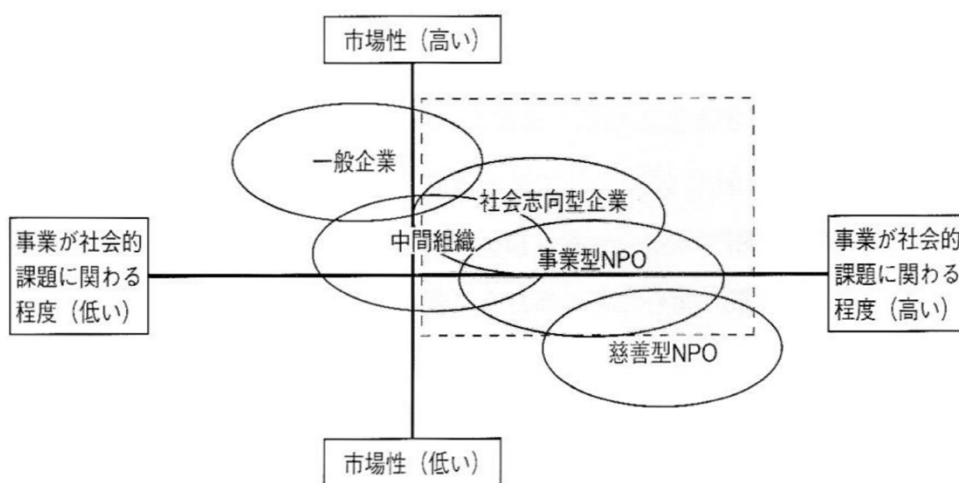 市場性（高い）
一般企業
社会志向型企業
中間組織
事業が社会的
課題に関わる
程度（低い）
事業型NPO
事業が社会的
課題に関わる
程度（高い）
慈善型NPO
市場性（低い）